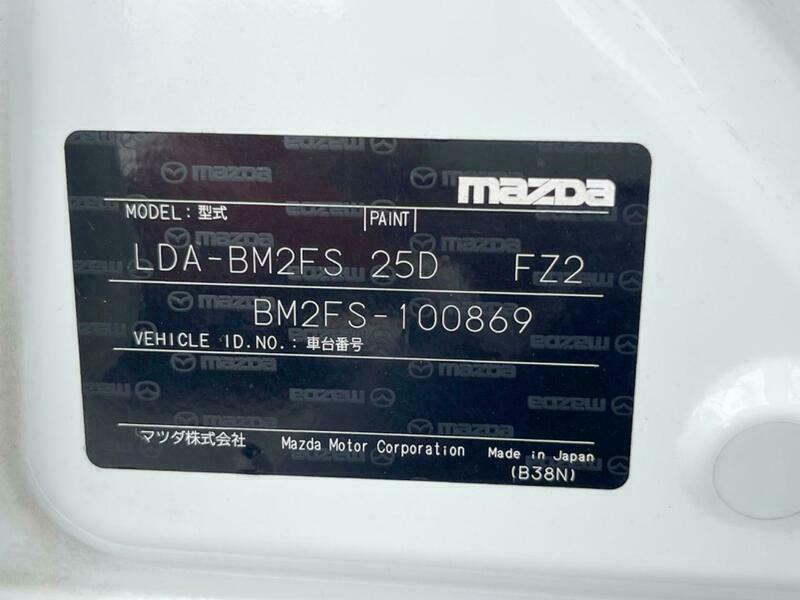 mazda
MODEL: 型式 |PAINT|
LDA-BM2FS 25D FZ2
BM2FS-100869
VEHICLE ID.NO.: 車台番号
マツダ株式会社 Mazda Motor Corporation Made in Japan
(B38N)